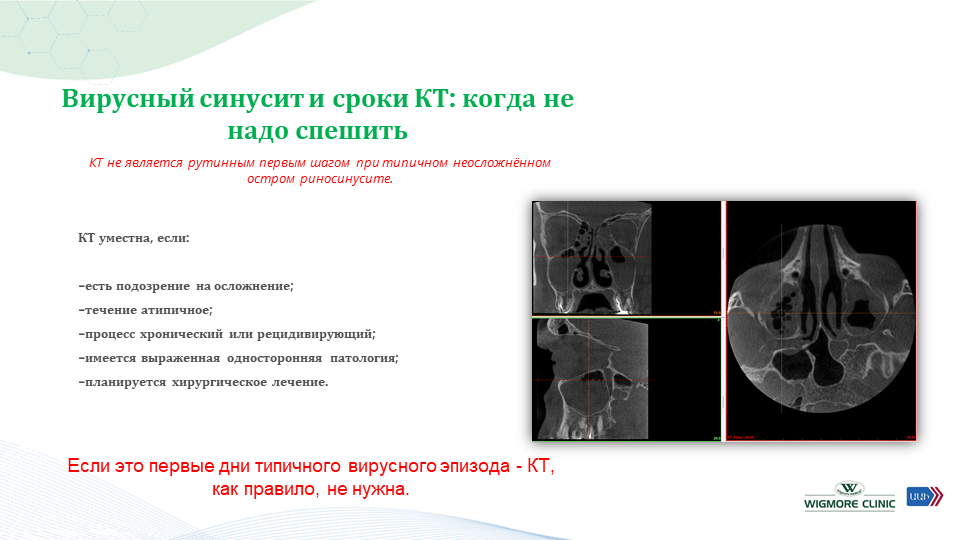 Вирусный синусит и сроки КТ: когда не
надо спешить
КТ не является рутинным первым шагом при типичном неосложнённом
остром риносинусите.
КТ уместна, если:
–есть подозрение на осложнение;
–течение атипичное;
–процесс хронический или рецидивирующий;
–имеется выраженная односторонняя патология;
–планируется хирургическое лечение.
Если это первые дни типичного вирусного эпизода - КТ,
как правило, не нужна.
WIGMORE CLINIC